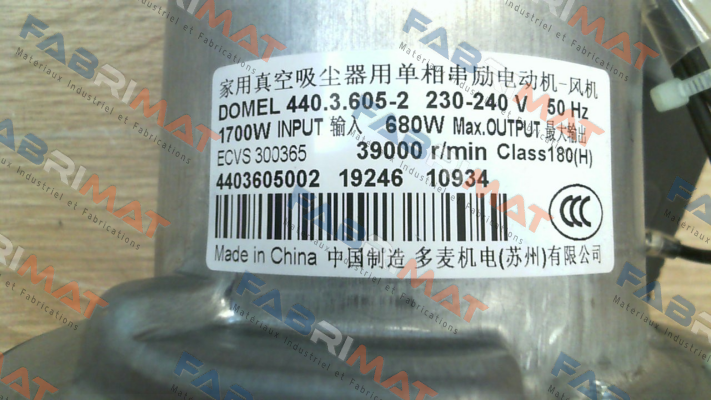 家用真空吸尘器用单相串励电动机-风机
DOMEL 440.3.605-2 230-240 V 50 Hz
1700W INPUT 输入 680W Max.OUTPUT 最大输出
ECVS 300365 39000 r/min Class180(H)
4403605002 19246 10934
CCC
Made in China 中国制造 多麦机电(苏州)有限公司
FABRIMAT
Matériaux Industriel et Fabrications